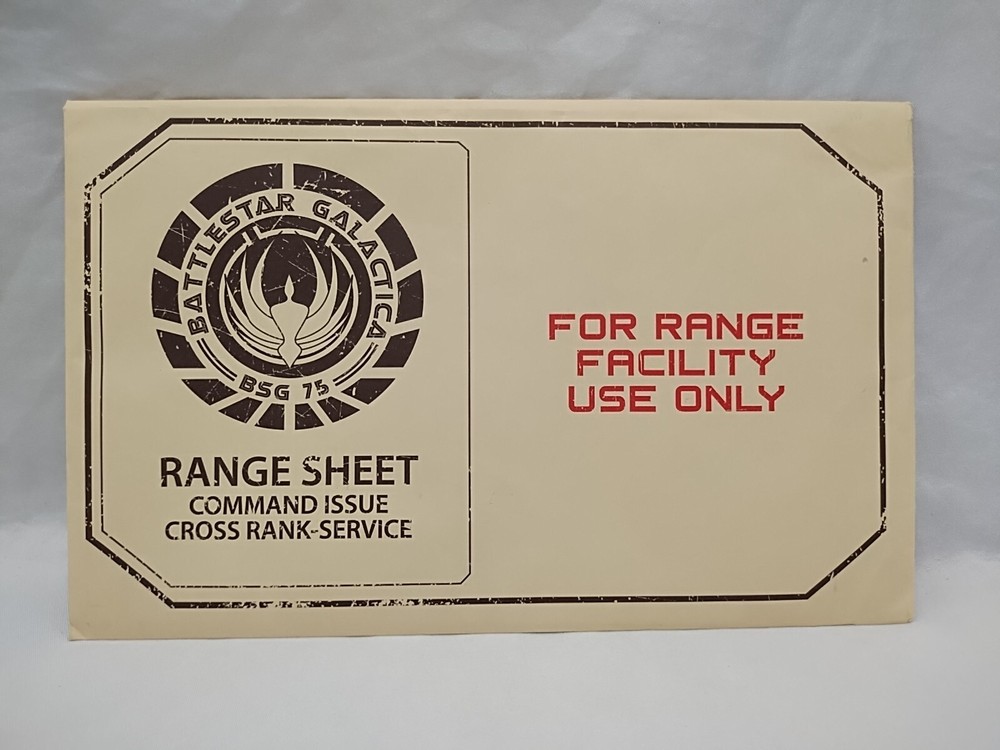 BATTLESTAR GALACTICA
BSG 75
RANGE SHEET
COMMAND ISSUE
CROSS RANK-SERVICE
FOR RANGE
FACILITY
USE ONLY